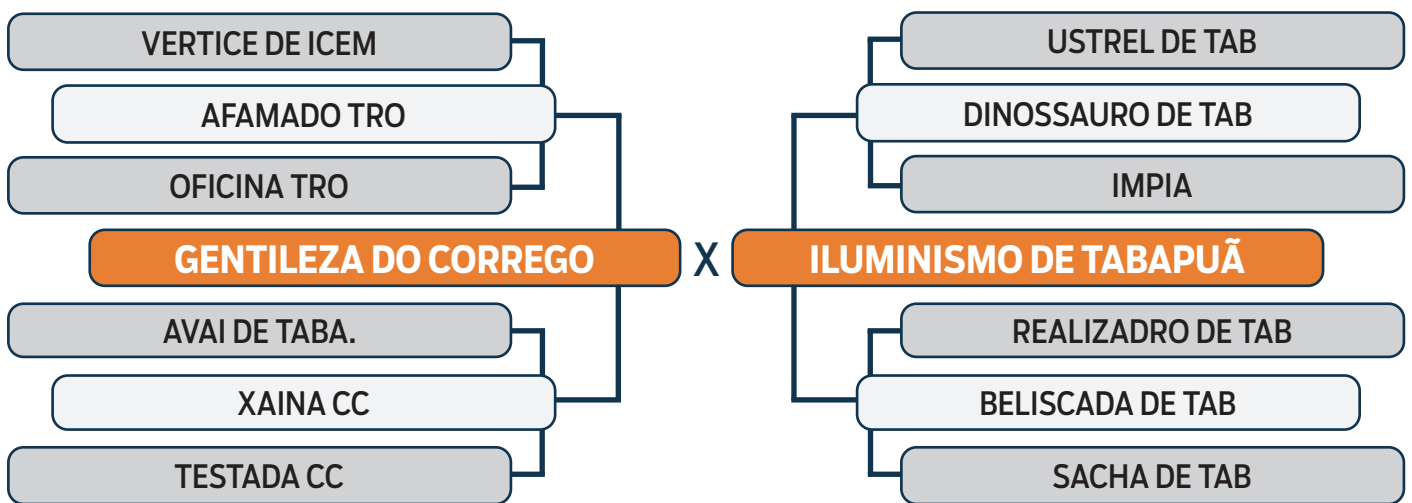 VERTICE DE ICEM
AFAMADO TRO
OFICINA TRO
GENTILEZA DO CORREGO
AVAI DE TABA.
XAINA CC
TESTADA CC
X
USTREL DE TAB
DINOSSAURO DE TAB
IMPIA
ILUMINISMO DE TABAPUÃ
REALIZADRO DE TAB
BELISCADA DE TAB
SACHA DE TAB